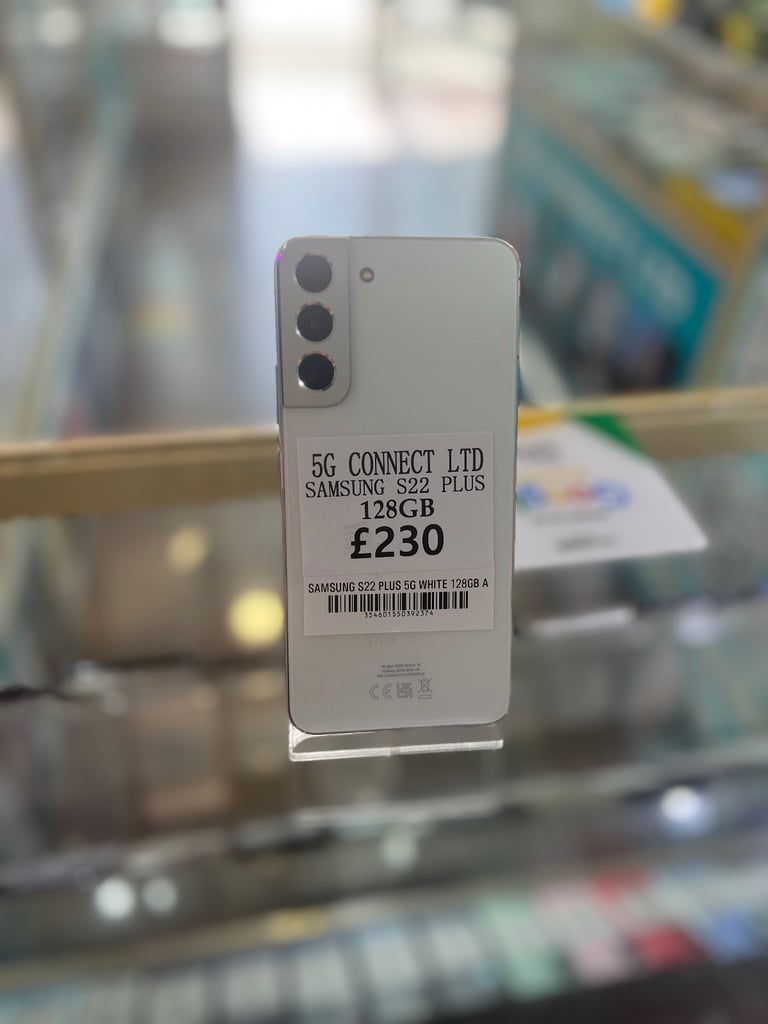 5G CONNECT LTD
SAMSUNG S22 PLUS
128GB
£230
SAMSUNG S22 PLUS 5G WHITE 128GB A
354601550392374